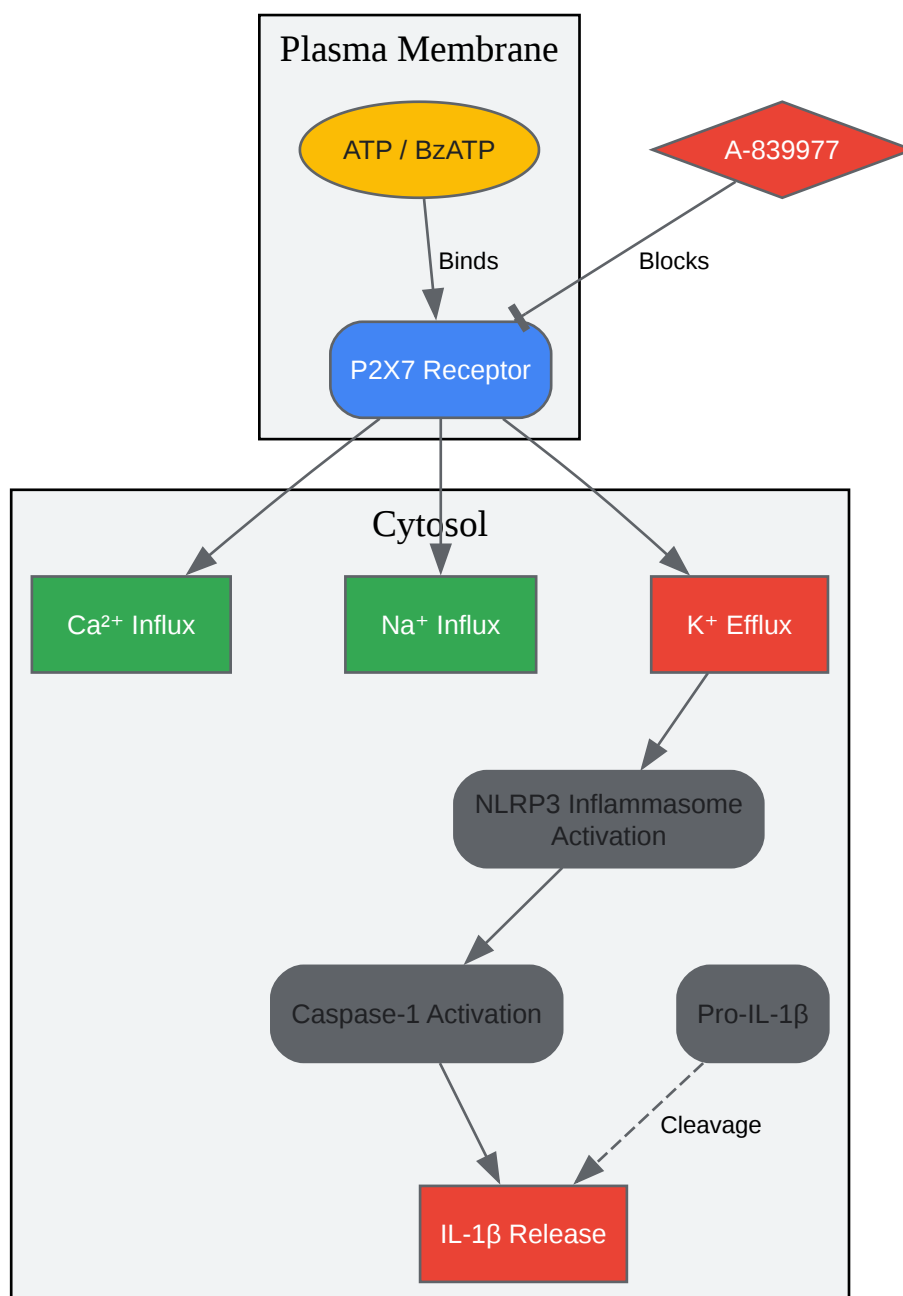 Plasma Membrane
ATP / BzATP
A-839977
Binds
Blocks
P2X7 Receptor
Cytosol
Ca²⁺ Influx
Na⁺ Influx
K⁺ Efflux
NLRP3 Inflammasome
Activation
Caspase-1 Activation
Pro-IL-1β
Cleavage
IL-1β Release